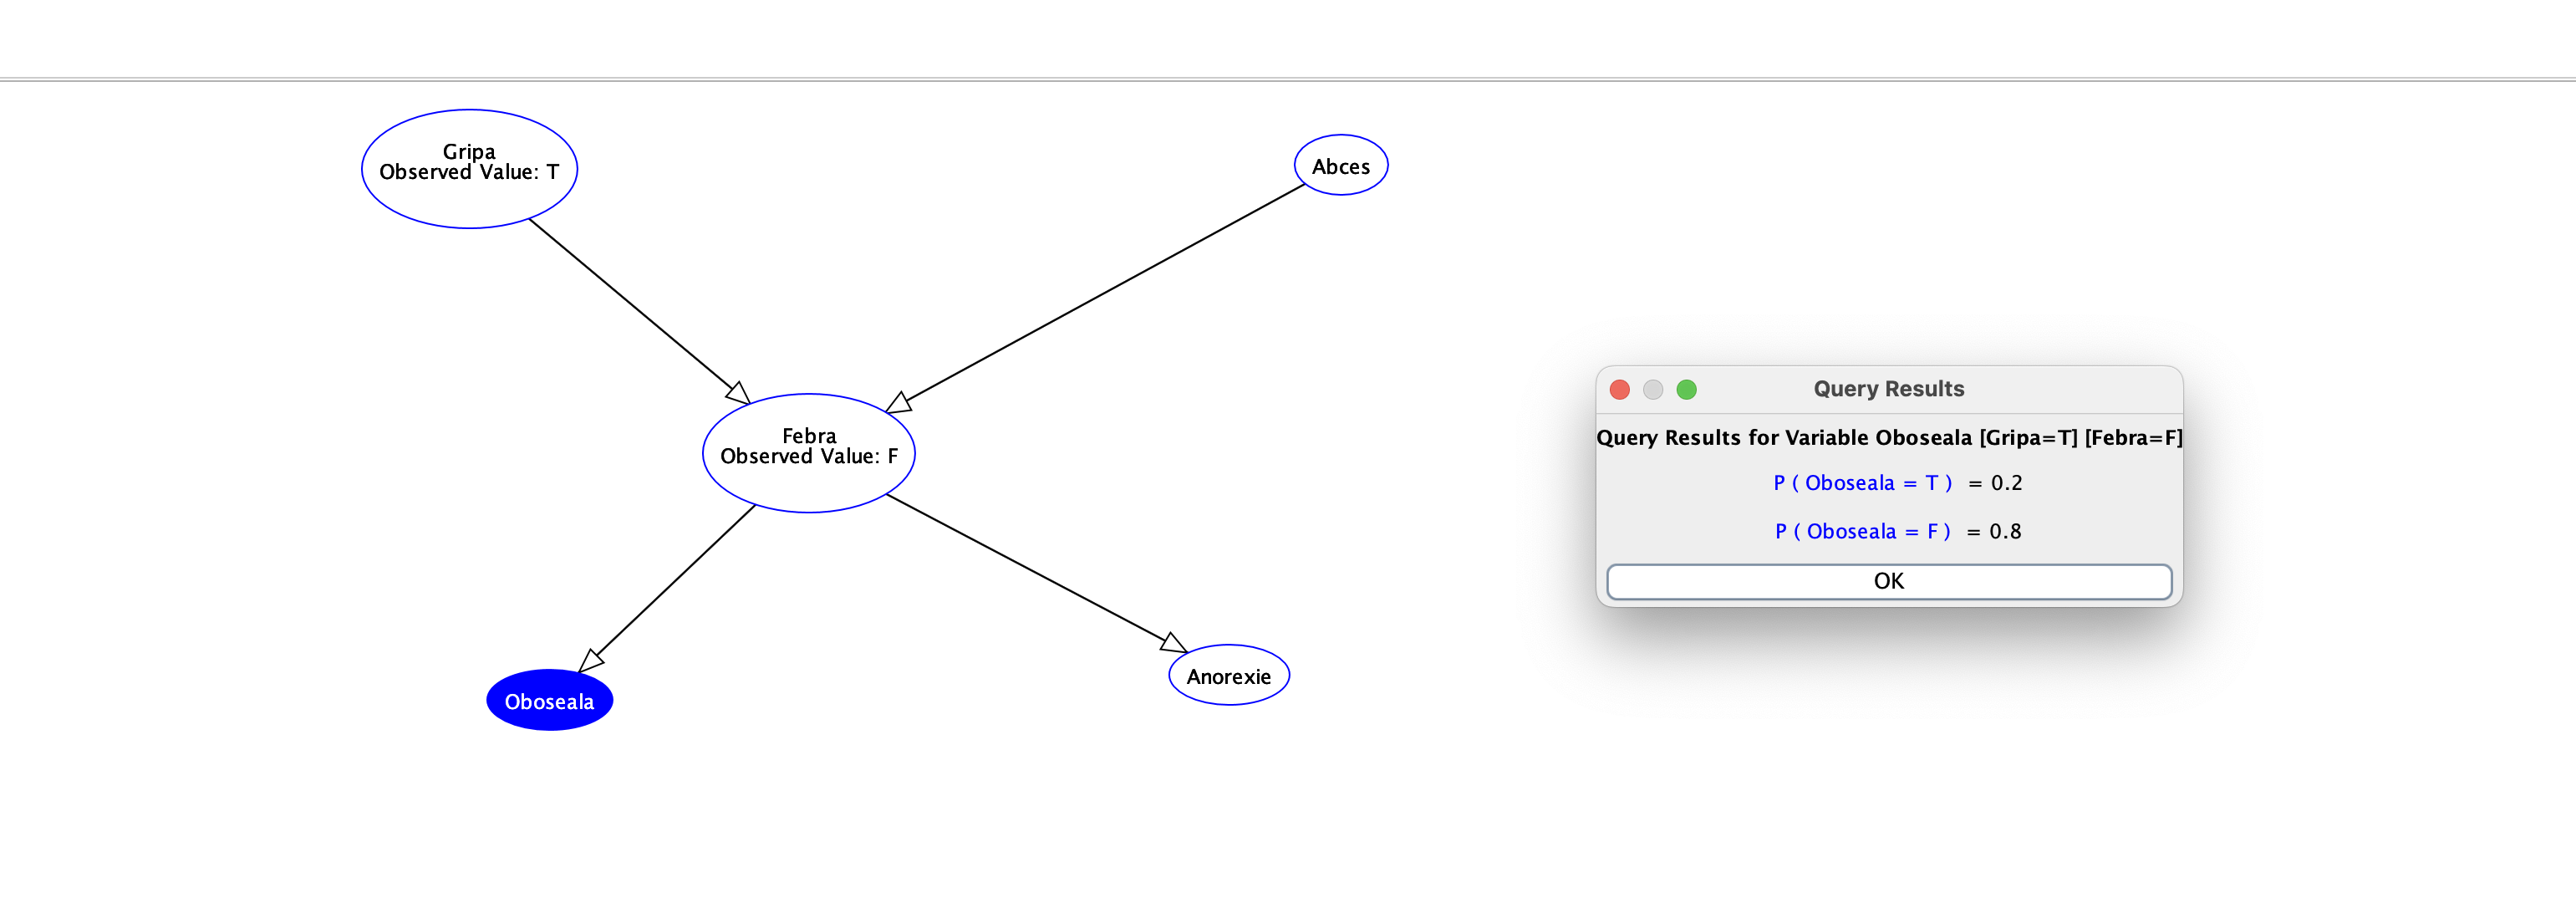 Gripa
Observed Value: T
Abces
Query Results
Febra
Observed Value: F
Query Results for Variable Oboseala [Gripa=T] [Febra=F]
P ( Oboseala = T ) = 0.2
P ( Oboseala = F ) = 0.8
OK
Anorexie
Oboseala